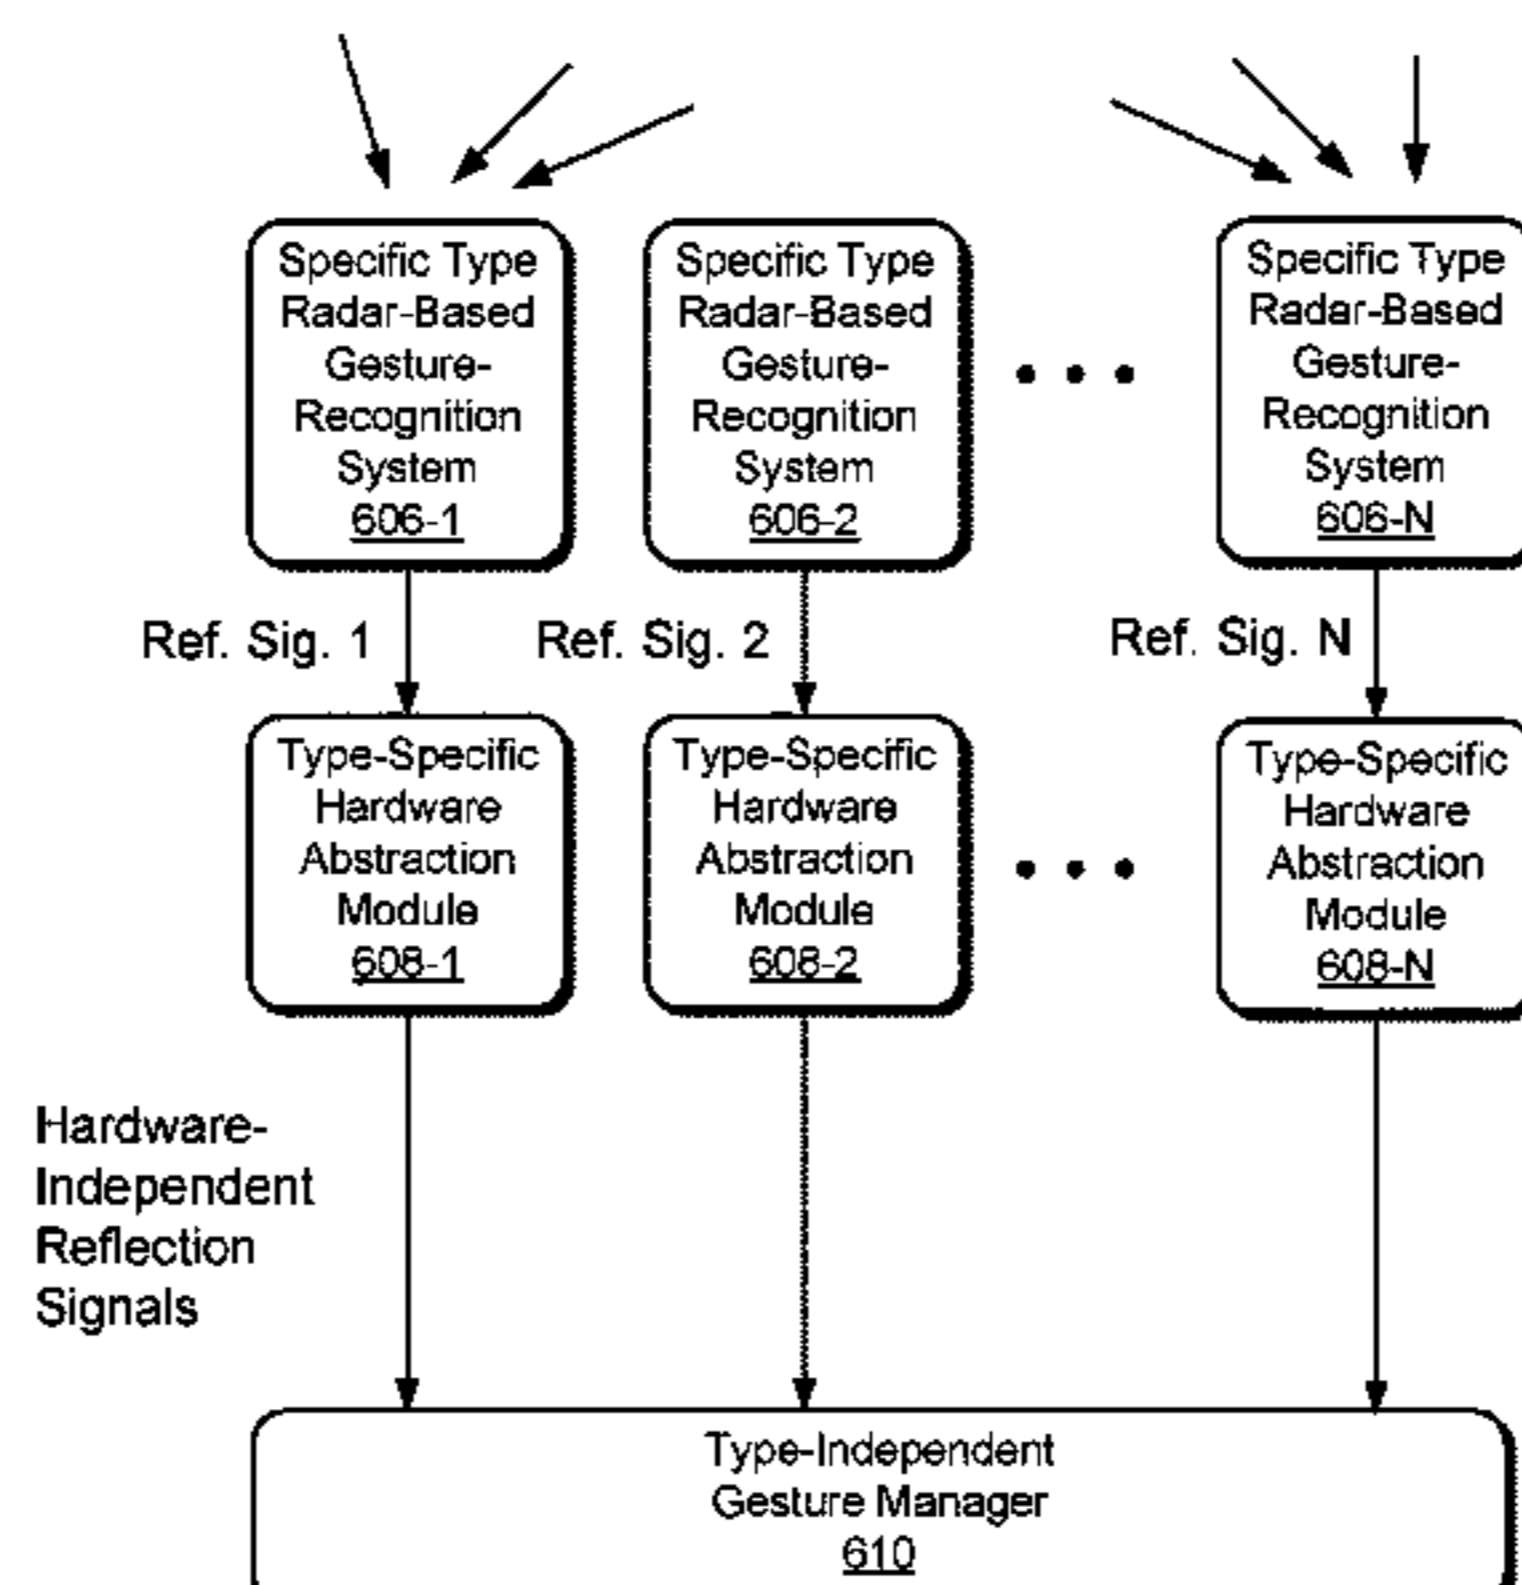 Specific Type
Radar-Based
Gesture-
Recognition
System
606-1
Specific Type
Radar-Based
Gesture-
Recognition
System
606-2
Specific Type
Radar-Based
Gesture-
Recognition
System
606-N
Ref. Sig. 1
Ref. Sig. 2
Ref. Sig. N
Type-Specific
Hardware
Abstraction
Module
608-1
Type-Specific
Hardware
Abstraction
Module
608-2
Type-Specific
Hardware
Abstraction
Module
608-N
Hardware-
Independent
Reflection
Signals
Type-Independent
Gesture Manager
610